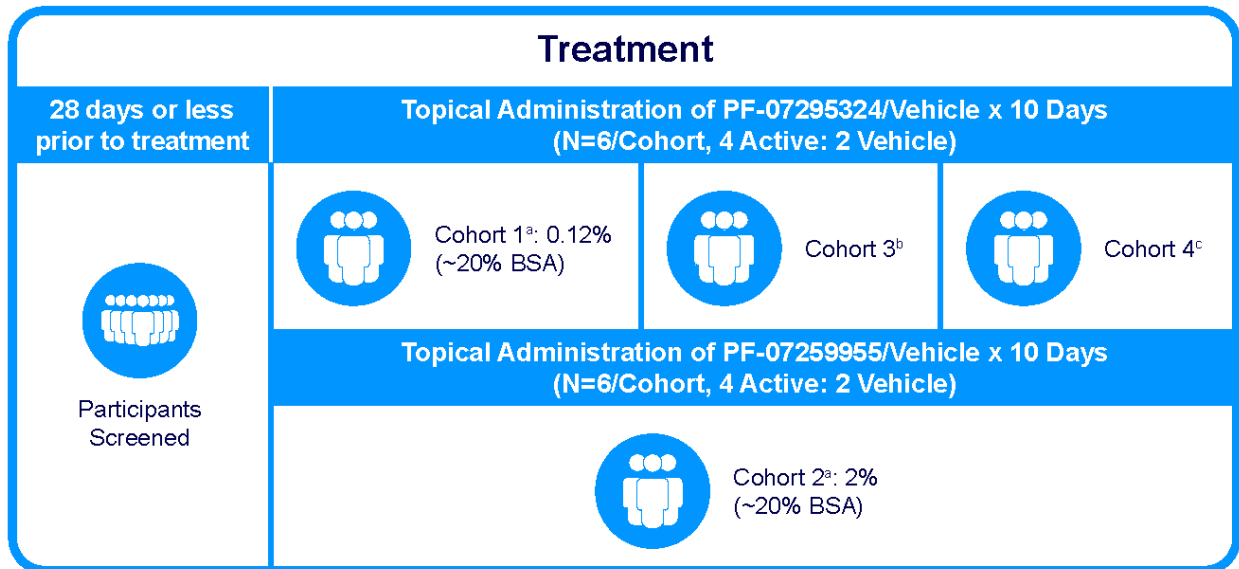 Treatment
28 days or less
prior to treatment
Topical Administration of PF-07295324/Vehicle x 10 Days
(N=6/Cohort, 4 Active: 2 Vehicle)
Participants
Screened
Cohort 1ᵃ: 0.12%
(~20% BSA)
Cohort 3ᵇ
Cohort 4ᶜ
Topical Administration of PF-07259955/Vehicle x 10 Days
(N=6/Cohort, 4 Active: 2 Vehicle)
Cohort 2ᵃ: 2%
(~20% BSA)